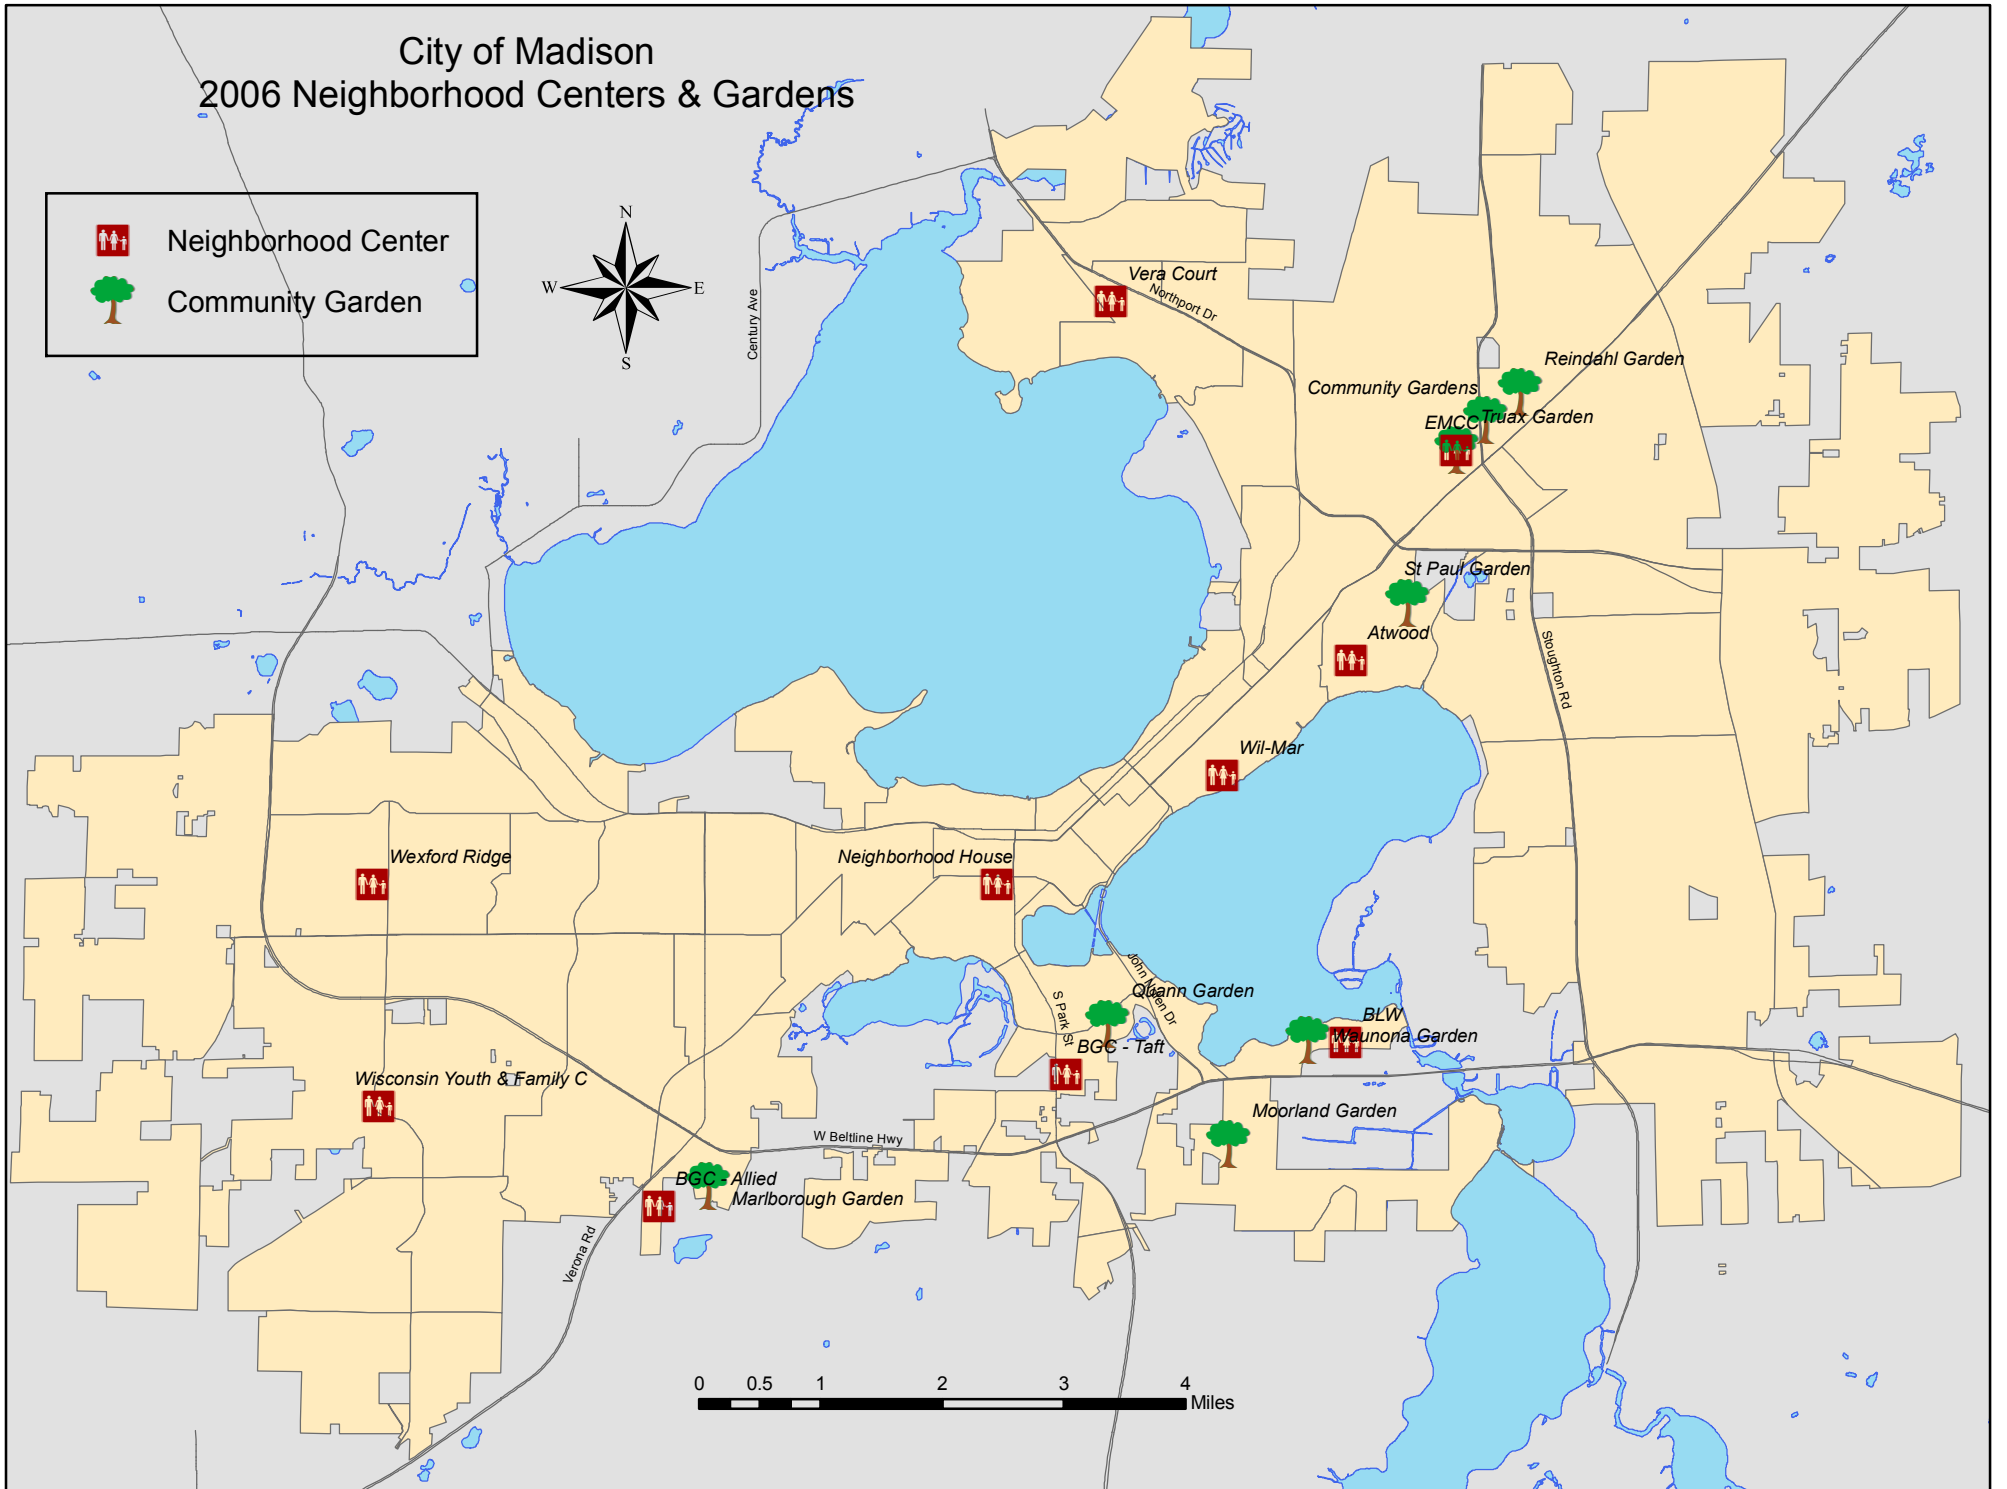 City of Madison
2006 Neighborhood Centers & Gardens
Neighborhood Center
Community Garden
N
W
E
S
Century Ave
Vera Court
Northport Dr
Reindahl Garden
Community Gardens
Truax Garden
EMCC
St Paul Garden
Atwood
Stoughton Rd
Wil-Mar
Wexford Ridge
Neighborhood House
John Nolen Dr
Quann Garden
S Park St
BLW
Waunona Garden
BGC - Taft
Wisconsin Youth & Family C
Moorland Garden
W Beltline Hwy
BGC - Allied
Marlborough Garden
Verona Rd
0 0.5 1 2 3 4
Miles